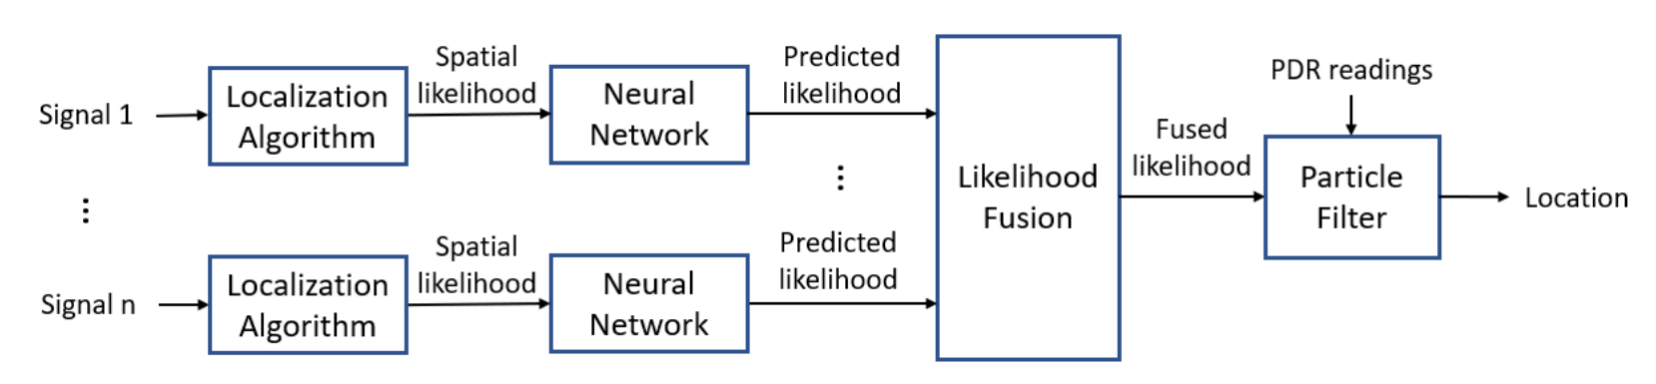 Signal 1
Localization
Algorithm
Spatial
likelihood
Neural
Network
Predicted
likelihood
Signal n
Localization
Algorithm
Spatial
likelihood
Neural
Network
Predicted
likelihood
Likelihood
Fusion
Fused
likelihood
PDR readings
Particle
Filter
Location